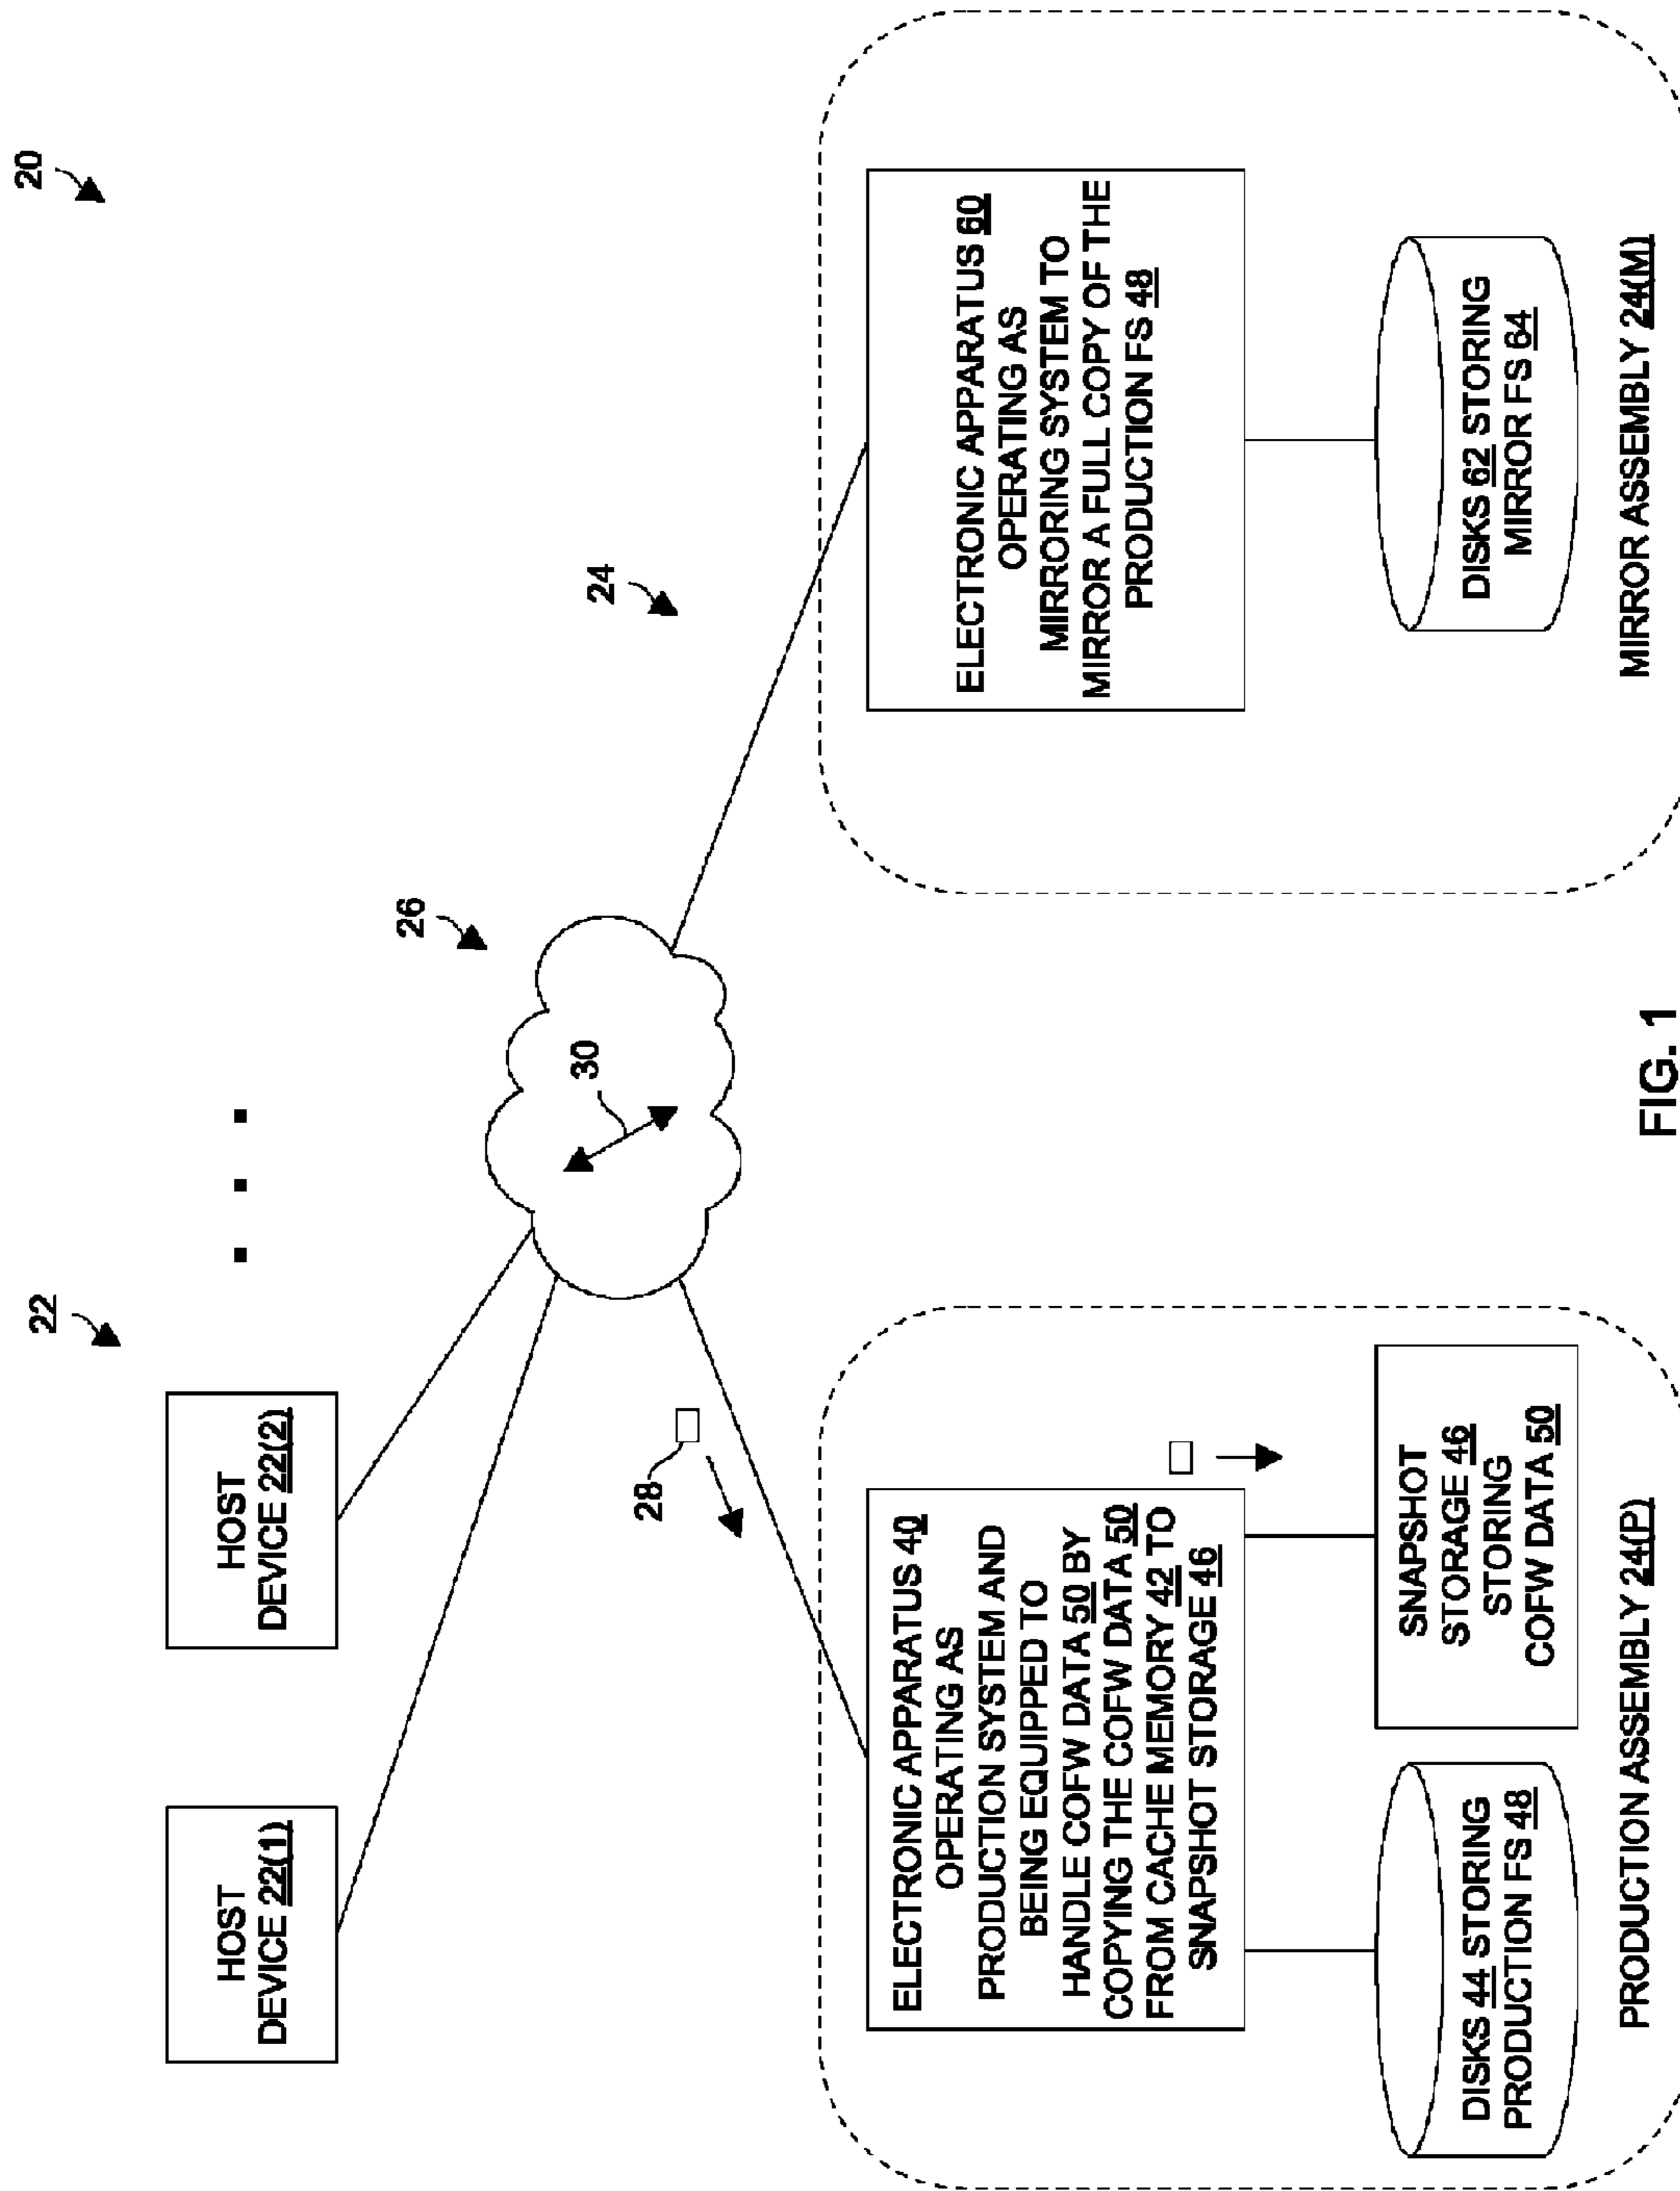 20
22
HOST
DEVICE 22(1)
HOST
DEVICE 22(2)
26
30
24
28
ELECTRONIC APPARATUS 40
OPERATING AS
PRODUCTION SYSTEM AND
BEING EQUIPPED TO
HANDLE COFW DATA 50 BY
COPYING THE COFW DATA 50
FROM CACHE MEMORY 42 TO
SNAPSHOT STORAGE 46
DISKS 44 STORING
PRODUCTION FS 48
SNAPSHOT
STORAGE 46
STORING
COFW DATA 50
PRODUCTION ASSEMBLY 24(P)
ELECTRONIC APPARATUS 60
OPERATING AS
MIRRORING SYSTEM TO
MIRROR A FULL COPY OF THE
PRODUCTION FS 48
DISKS 62 STORING
MIRROR FS 64
MIRROR ASSEMBLY 24(M)
FIG. 1